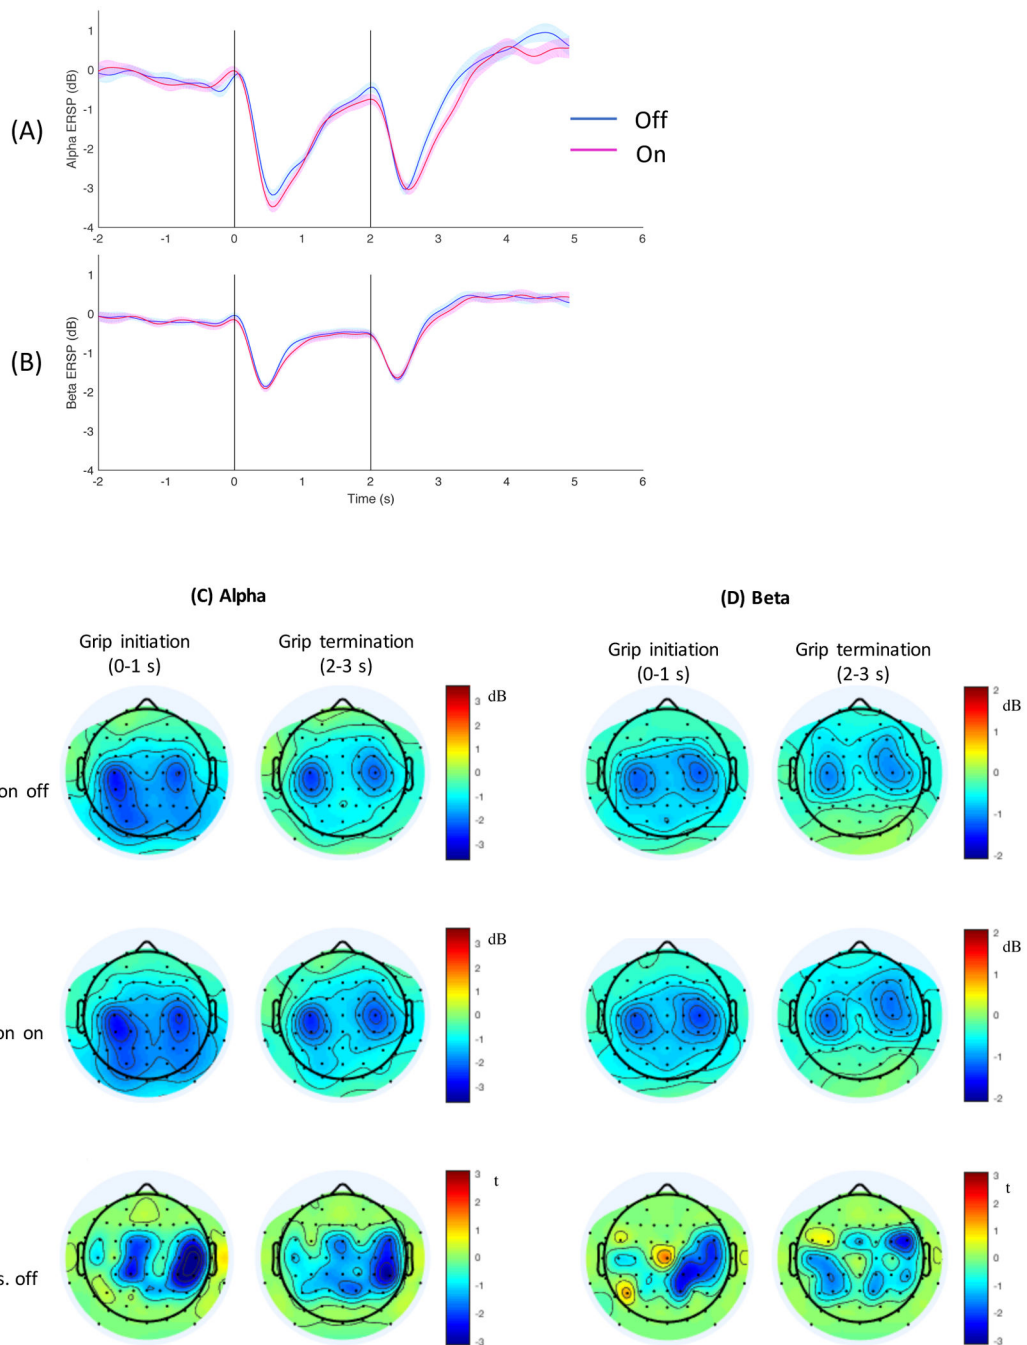 1
0
-1
-2
-3
-4
Alpha ERSP (dB)
(A)
-2 -1 0 1 2 3 4 5 6
Off
On
1
0
-1
-2
-3
-4
Beta ERSP (dB)
(B)
-2 -1 0 1 2 3 4 5 6
Time (s)
(C) Alpha
(D) Beta
Grip initiation
(0-1 s)
Grip termination
(2-3 s)
Grip initiation
(0-1 s)
Grip termination
(2-3 s)
dB
3
2
1
0
-1
-2
-3
2
dB
1
0
-1
-2
on off
3 dB
2
1
0
-1
-2
-3
2
dB
1
0
-1
-2
on on
3 t
2
1
0
-1
-2
-3
3
t
2
1
0
-1
-2
-3
s. off